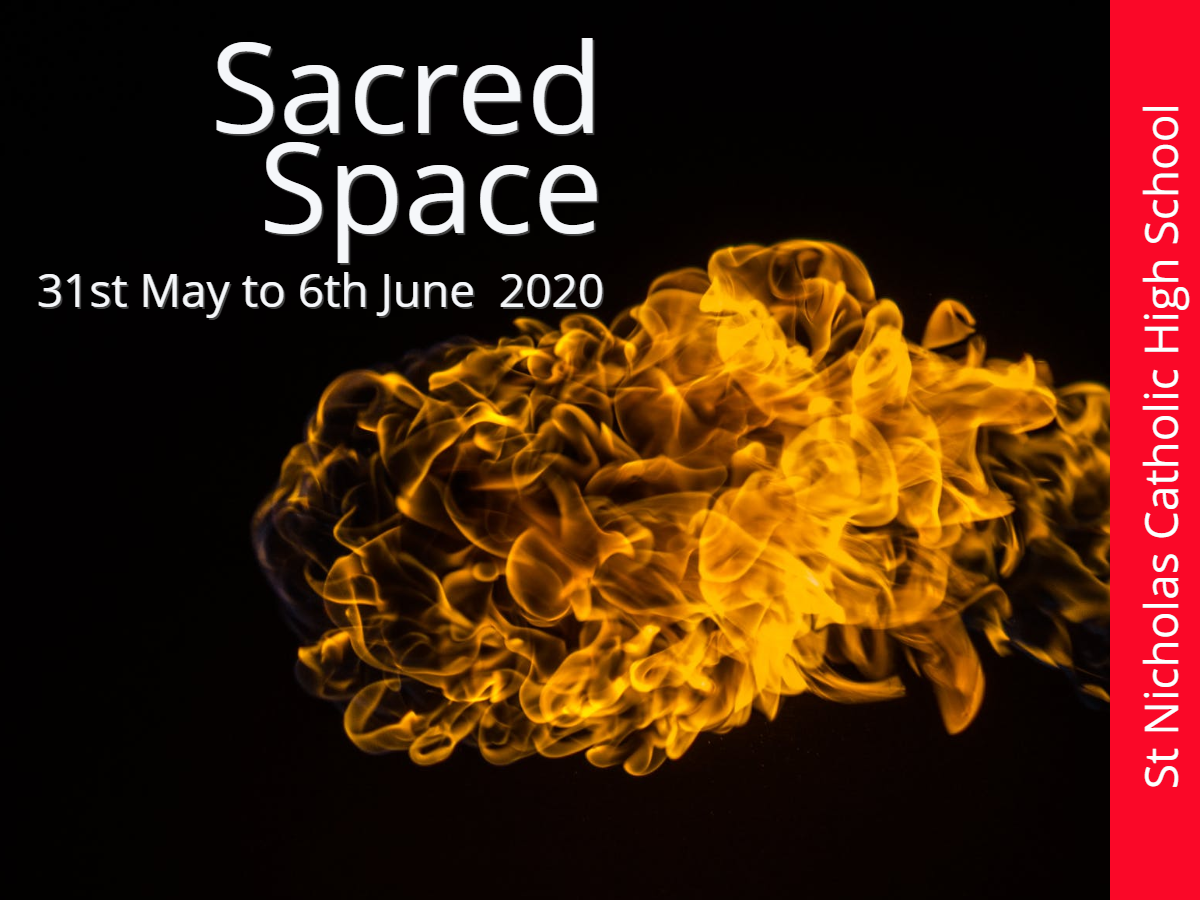 Sacred
Space
31st May to 6th June  2020
St Nicholas Catholic High School